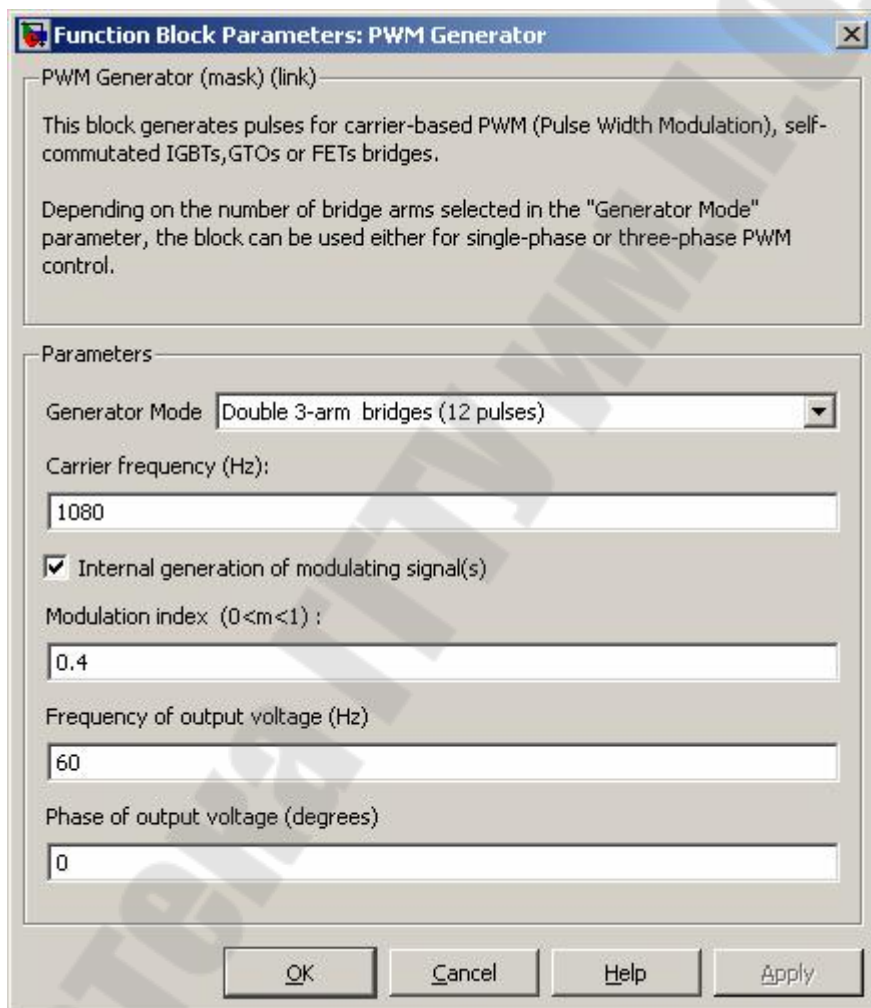 Function Block Parameters: PWM Generator
PWM Generator (mask) (link)
This block generates pulses for carrier-based PWM (Pulse Width Modulation), self-
commutated IGBTs,GTOs or FETs bridges.
Depending on the number of bridge arms selected in the "Generator Mode"
parameter, the block can be used either for single-phase or three-phase PWM
control.
Parameters
Generator Mode Double 3-arm bridges (12 pulses)
Carrier frequency (Hz):
1080
Internal generation of modulating signal(s)
Modulation index (0<m<1) :
0.4
Frequency of output voltage (Hz)
60
Phase of output voltage (degrees)
0
OK Cancel Help Apply
ГГТУ им.П.О.